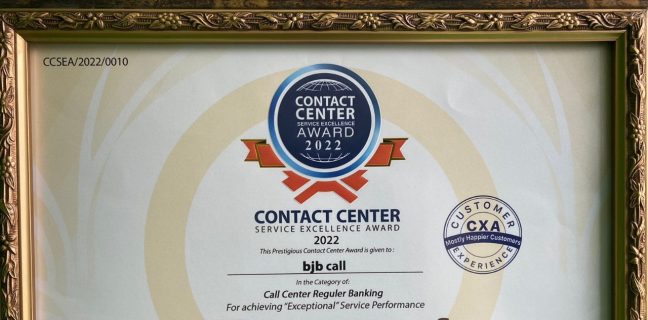 CCSEA/2022/0010
CONTACT
CENTER
SERVICE EXCELLENCE
AWARD
2022
CONTACT CENTER
SERVICE EXCELLENCE AWARD
2022
This Prestigious Contact Center Award is given to :
bjb call
In the Category of:
Call Center Reguler Banking
For achieving "Exceptional" Service Performance
CUSTOMER
CXA
Mostly Happier Customers
EXPERIENCE